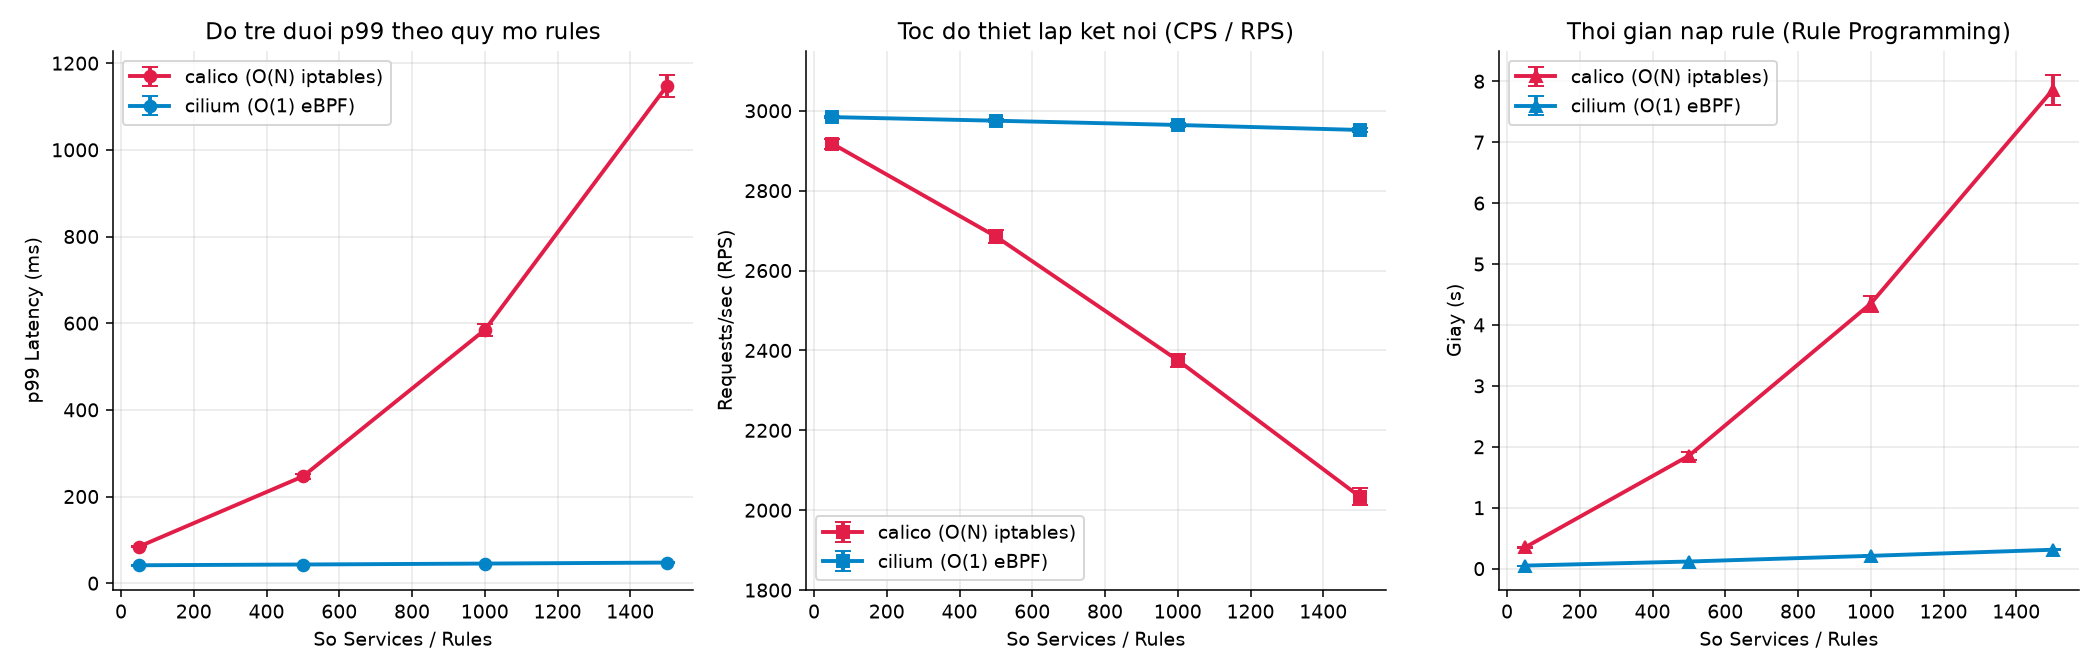 Do tre duoi p99 theo quy mo rules
calico (O(N) iptables)
cilium (O(1) eBPF)
p99 Latency (ms)
1200
1000
800
600
400
200
0
0 200 400 600 800 1000 1200 1400
So Services / Rules
Toc do thiet lap ket noi (CPS / RPS)
Requests/sec (RPS)
3000
2800
2600
2400
2200
2000
1800
calico (O(N) iptables)
cilium (O(1) eBPF)
0 200 400 600 800 1000 1200 1400
So Services / Rules
Thoi gian nap rule (Rule Programming)
calico (O(N) iptables)
cilium (O(1) eBPF)
Giay (s)
8
7
6
5
4
3
2
1
0
0 200 400 600 800 1000 1200 1400
So Services / Rules